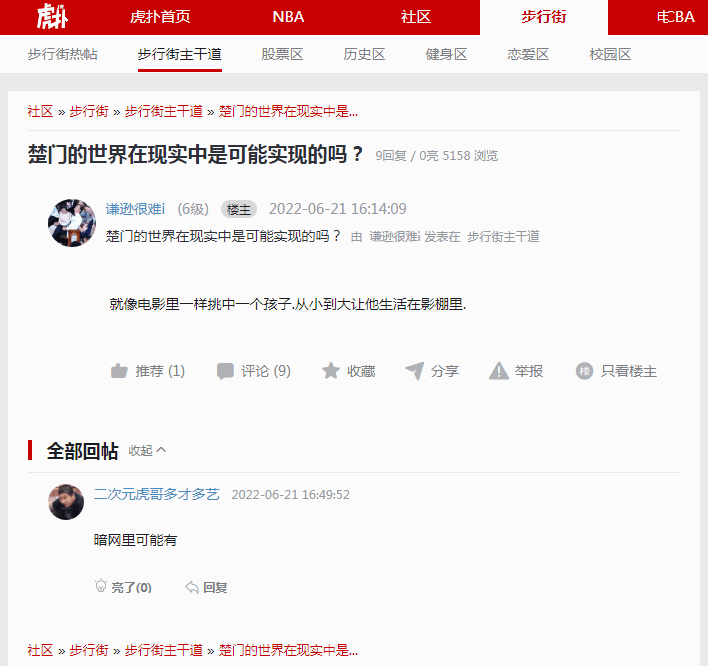 虎扑 虎扑首页 NBA 社区 步行街 CBA
步行街热帖 步行街主干道 股票区 历史区 健身区 恋爱区 校园区
社区 » 步行街 » 步行街主干道 » 楚门的世界在现实中是...
楚门的世界在现实中是可能实现的吗？ 9回复 / 0亮 5158 浏览
谦逊很难i (6级) 楼主 2022-06-21 16:14:09
楚门的世界在现实中是可能实现的吗？ 由 谦逊很难i 发表在 步行街主干道
就像电影里一样挑中一个孩子.从小到大让他生活在影棚里.
推荐 (1) 评论 (9) 收藏 分享 举报 楼 只看楼主
全部回帖 收起
二次元虎哥多才多艺 2022-06-21 16:49:52
暗网里可能有
亮了(0) 回复
社区 » 步行街 » 步行街主干道 » 楚门的世界在现实中是...